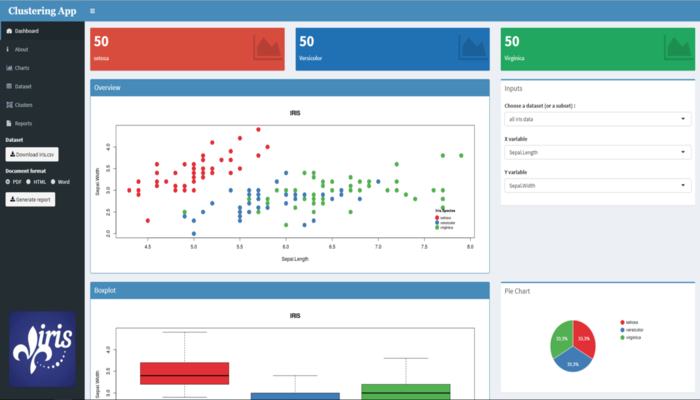 Clustering App
Dashboard
About
Charts
Dataset
Clusters
Reports
Dataset
Download iris.csv
Document format
PDF HTML Word
Generate report
iris
50
setosa
50
Versicolor
50
Virginica
Overview
IRIS
Sepal.Width
4.0
3.5
3.0
2.5
2.0
4.5 5.0 5.5 6.0 6.5 7.0 7.5 8.0
Sepal.Length
Iris species
setosa
versicolor
virginica
Inputs
Choose a dataset (or a subset) :
all iris data
X variable
Sepal.Length
Y variable
Sepal.Width
Boxplot
IRIS
Sepal.Width
4.0
3.5
3.0
Pie Chart
33.3%
33.3%
33.3%
setosa
versicolor
virginica